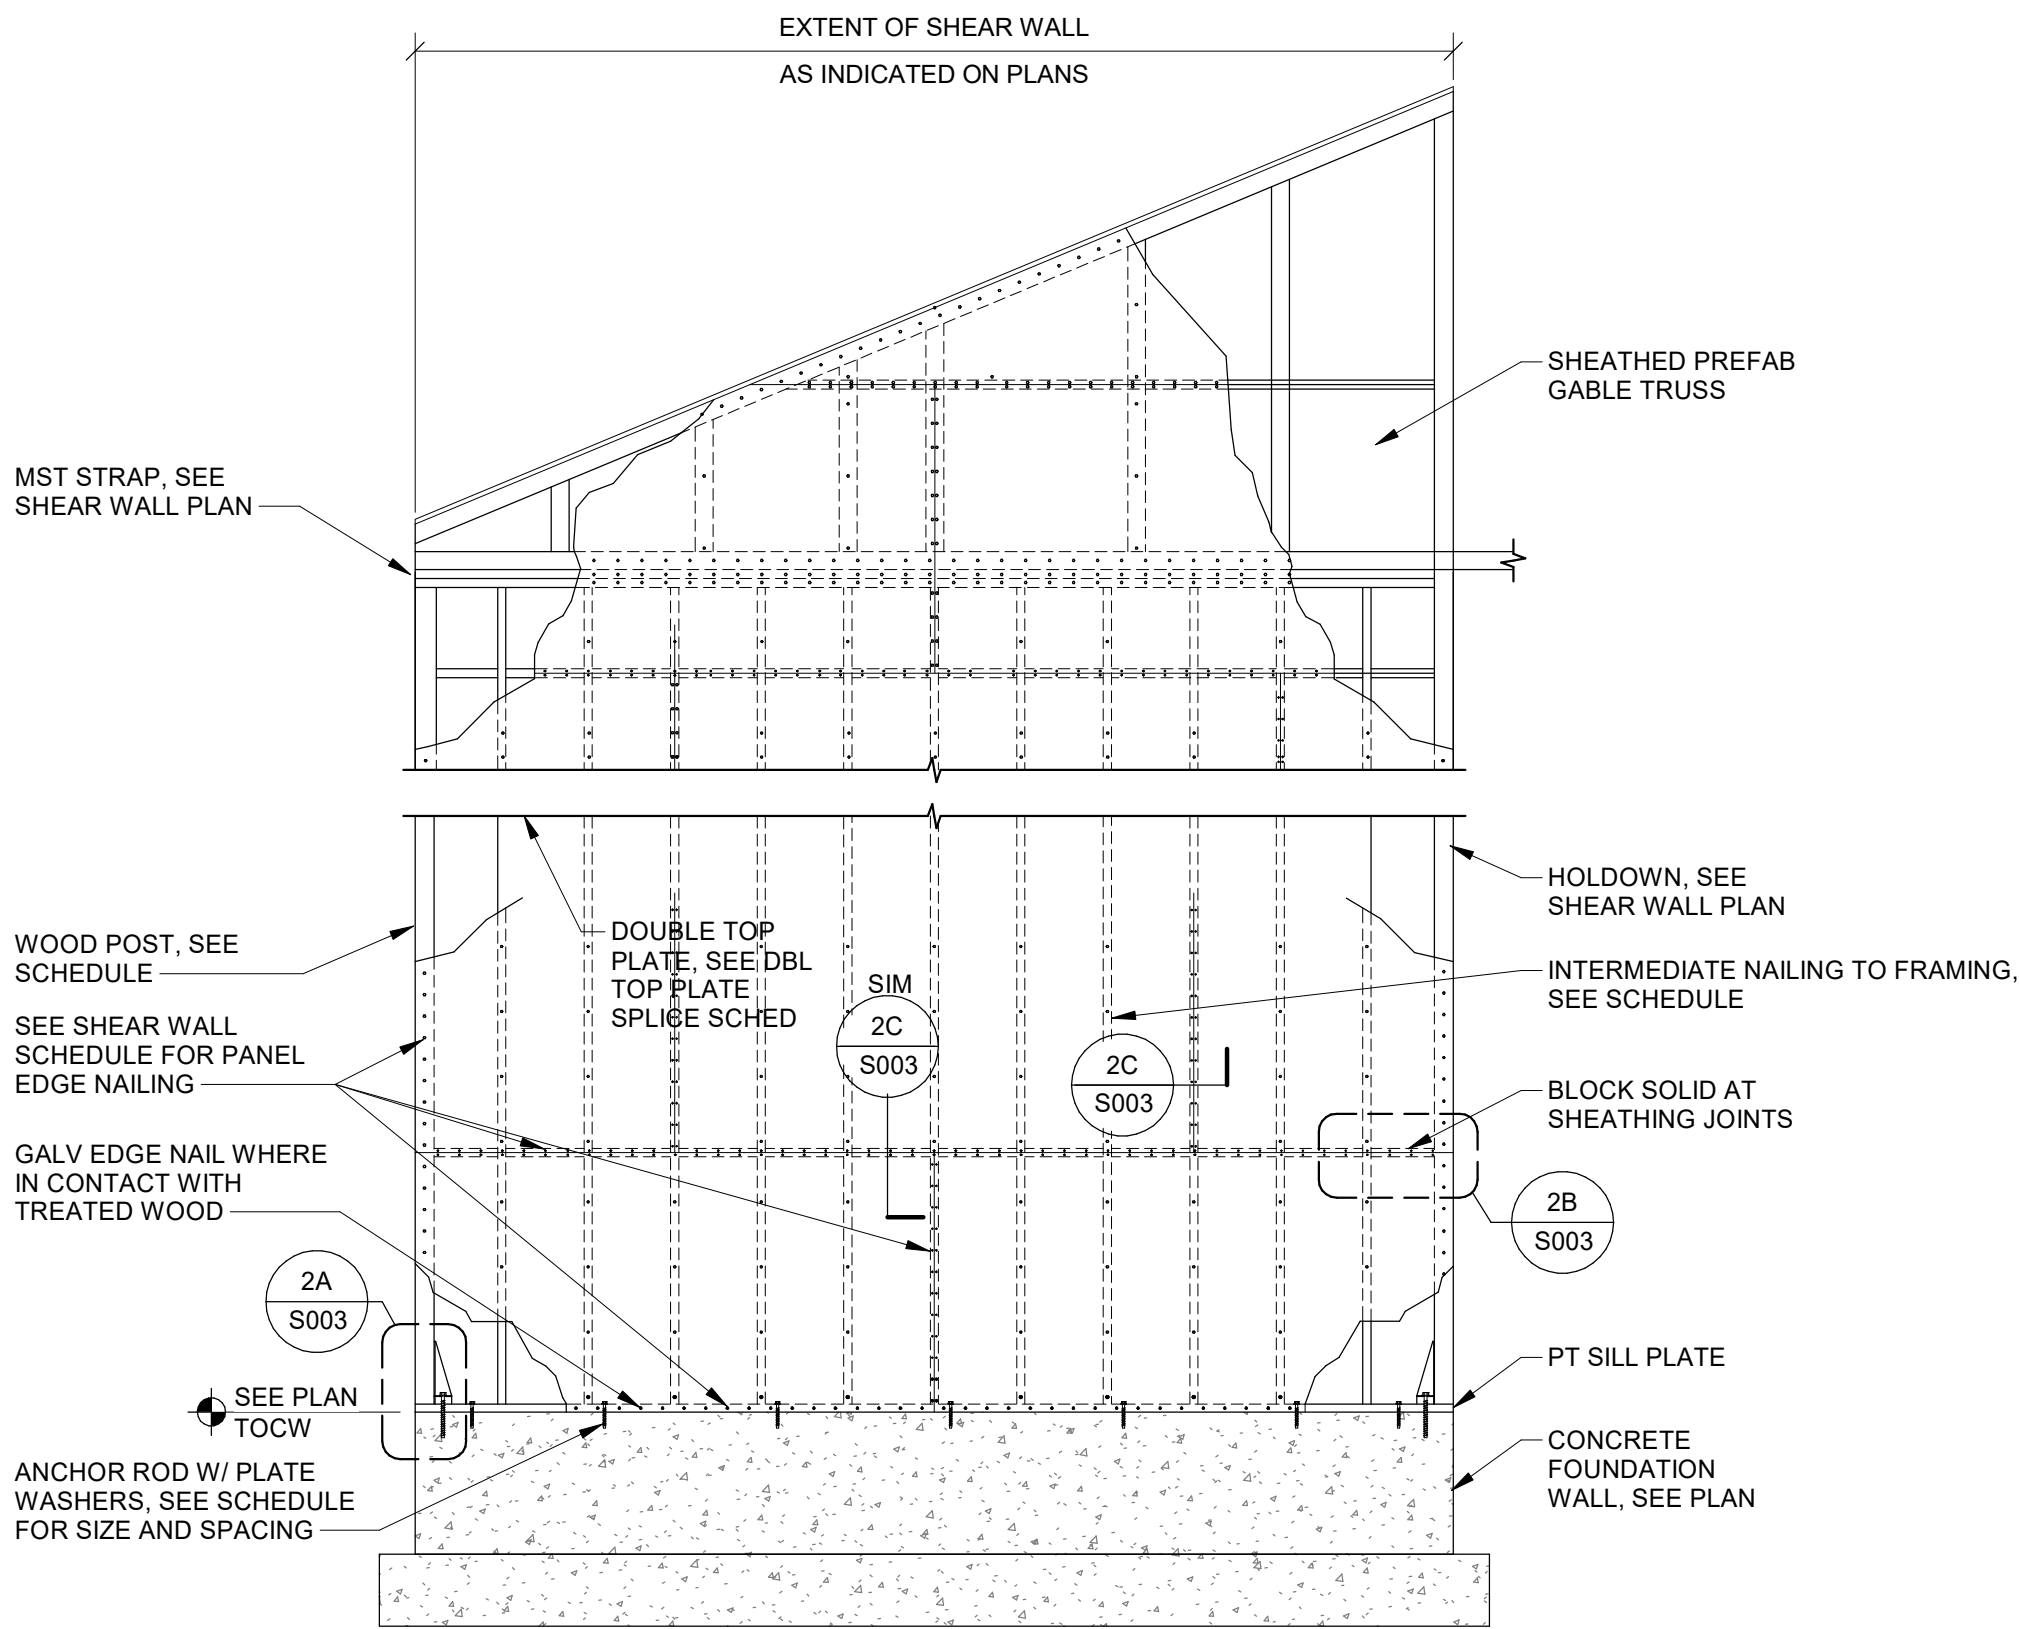 EXTENT OF SHEAR WALL
AS INDICATED ON PLANS
SHEATHED PREFAB
GABLE TRUSS
MST STRAP, SEE
SHEAR WALL PLAN
HOLDOWN, SEE
SHEAR WALL PLAN
WOOD POST, SEE
SCHEDULE
DOUBLE TOP
PLATE, SEE DBL
TOP PLATE
SPLICE SCHED
SIM
2C
S003
INTERMEDIATE NAILING TO FRAMING,
SEE SCHEDULE
SEE SHEAR WALL
SCHEDULE FOR PANEL
EDGE NAILING
2C
S003
BLOCK SOLID AT
SHEATHING JOINTS
GALV EDGE NAIL WHERE
IN CONTACT WITH
TREATED WOOD
2B
S003
2A
S003
PT SILL PLATE
SEE PLAN
TOCW
CONCRETE
FOUNDATION
WALL, SEE PLAN
ANCHOR ROD W/ PLATE
WASHERS, SEE SCHEDULE
FOR SIZE AND SPACING